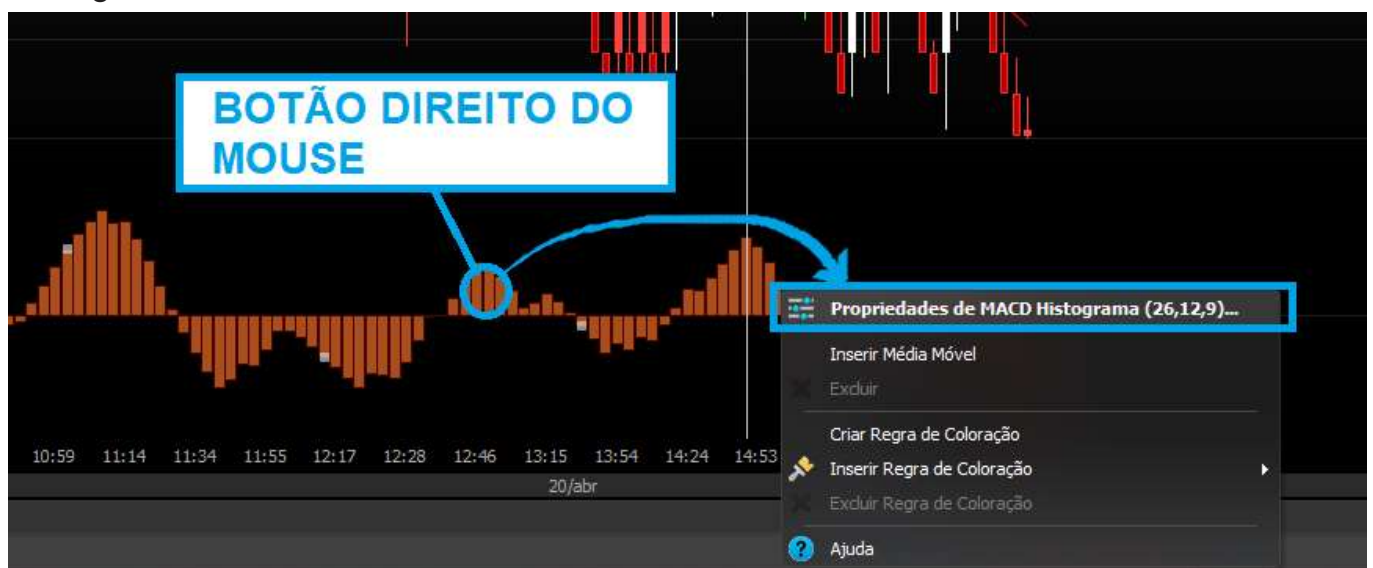 BOTÃO DIREITO DO
MOUSE
Propriedades de MACD Histograma (26,12,9)...
Inserir Média Móvel
Excluir
Criar Regra de Coloração
Inserir Regra de Coloração
Excluir Regra de Coloração
Ajuda
10:59 11:14 11:34 11:55 12:17 12:28 12:46 13:15 13:54 14:24 14:53
20/abr